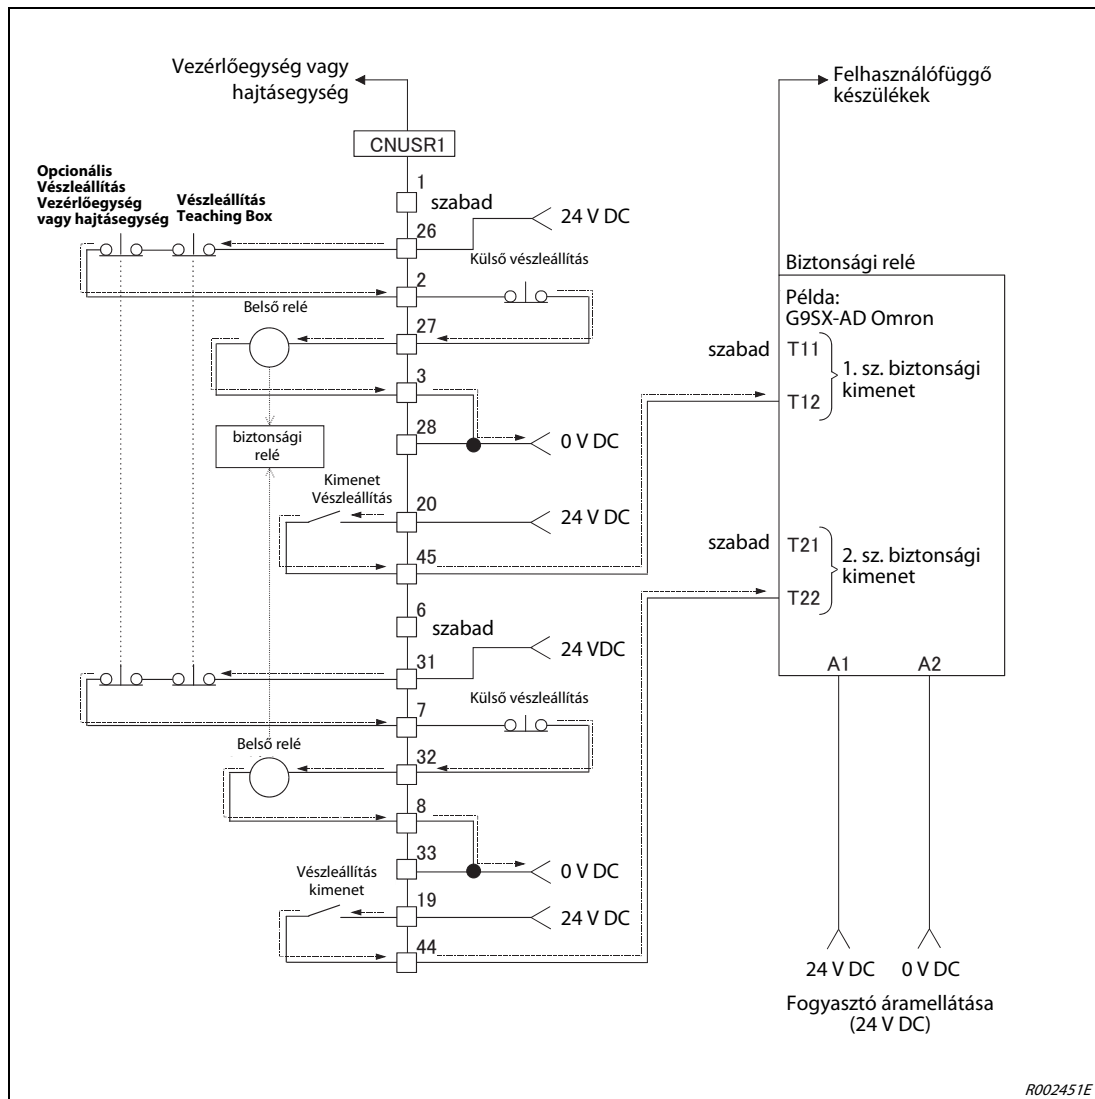 Vezérlőegység vagy
hajtásegység
Felhasználófüggő
készülékek
CNUSR1
Opcionális
Vészleállítás
Vezérlőegység
vagy hajtásegység
Vészleállítás
Teaching Box
1
szabad
24 V DC
26
Külső vészleállítás
2
Belső relé
27
3
28
0 V DC
biztonsági
relé
Kimenet
Vészleállítás
20
24 V DC
45
6
szabad
24 VDC
31
Külső vészleállítás
7
Belső relé
32
8
33
0 V DC
Vészleállítás
kimenet
19
24 V DC
44
Biztonsági relé
Példa:
G9SX-AD Omron
szabad
T11
1. sz. biztonsági
kimenet
T12
szabad
T21
2. sz. biztonsági
kimenet
T22
A1
A2
24 V DC
0 V DC
Fogyasztó áramellátása
(24 V DC)
R002451E